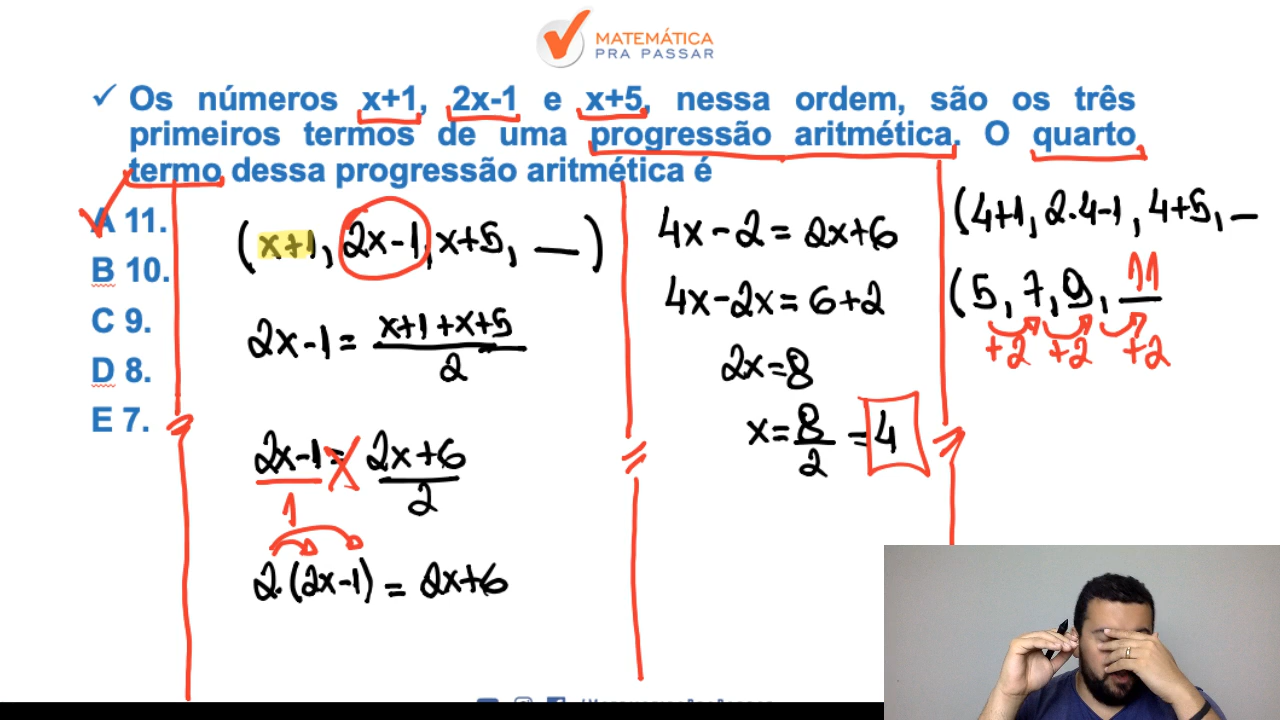 MATEMÁTICA
PRA PASSAR
✓ Os números x+1, 2x-1 e x+5, nessa ordem, são os três
primeiros termos de uma progressão aritmética. O quarto
termo dessa progressão aritmética é
A 11.
B 10.
C 9.
D 8.
E 7.
(x+1, 2x-1, x+5, __)
2x-1 = x+1+x+5
2
2x-1 = 2x+6
1 2
2.(2x-1) = 2x+6
4x-2 = 2x+6
4x-2x = 6+2
2x=8
x= 8 = 4
2
(4+1, 2.4-1, 4+5, _
(5, 7, 9, 11
+2 +2 +2